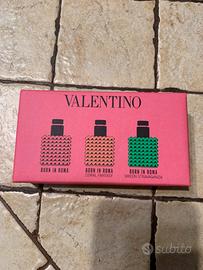 VALENTINO
BORN IN ROMA
BORN IN ROMA
CORAL FANTASY
BORN IN ROMA
GREEN STRAVAGANZA
subito